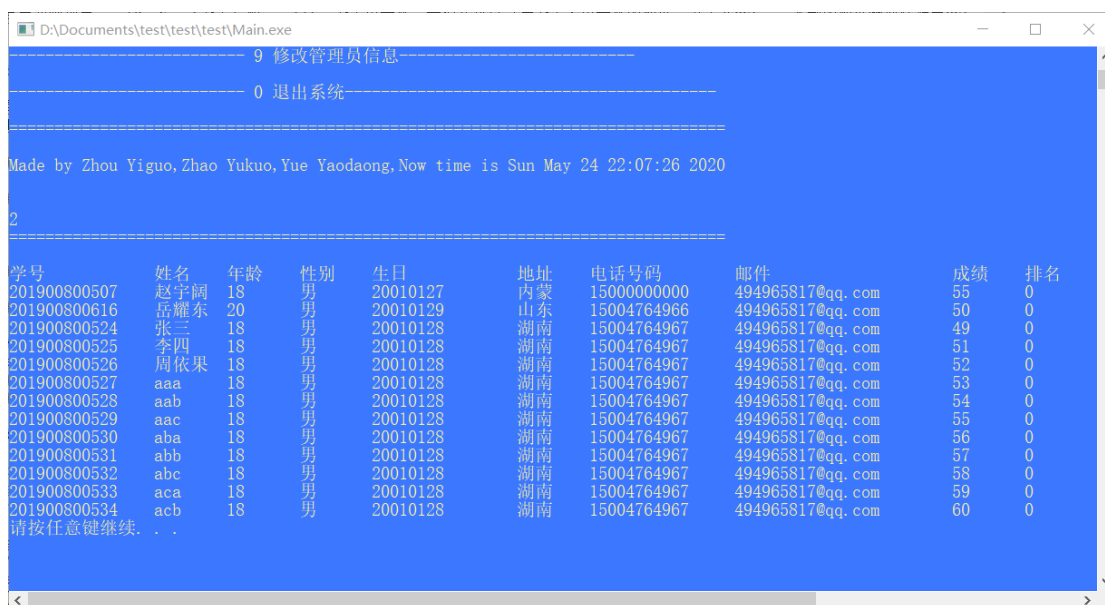 D:\Documents\test\test\test\Main.exe
-------------------------- 9 修改管理员信息--------------------------
-------------------------- 0 退出系统-----------------------------------------
===============================================================================
Made by Zhou Yiguo,Zhao Yukuo,Yue Yaodaong,Now time is Sun May 24 22:07:26 2020
2
===============================================================================
学号 姓名 年龄 性别 生日 地址 电话号码 邮件 成绩 排名
201900800507 赵宇阔 18 男 20010127 内蒙 15000000000 494965817@qq.com 55 0
201900800616 岳耀东 20 男 20010129 山东 15004764966 494965817@qq.com 50 0
201900800524 张三 18 男 20010128 湖南 15004764967 494965817@qq.com 49 0
201900800525 李四 18 男 20010128 湖南 15004764967 494965817@qq.com 51 0
201900800526 周依果 18 男 20010128 湖南 15004764967 494965817@qq.com 52 0
201900800527 aaa 18 男 20010128 湖南 15004764967 494965817@qq.com 53 0
201900800528 aab 18 男 20010128 湖南 15004764967 494965817@qq.com 54 0
201900800529 aac 18 男 20010128 湖南 15004764967 494965817@qq.com 55 0
201900800530 aba 18 男 20010128 湖南 15004764967 494965817@qq.com 56 0
201900800531 abb 18 男 20010128 湖南 15004764967 494965817@qq.com 57 0
201900800532 abc 18 男 20010128 湖南 15004764967 494965817@qq.com 58 0
201900800533 aca 18 男 20010128 湖南 15004764967 494965817@qq.com 59 0
201900800534 acb 18 男 20010128 湖南 15004764967 494965817@qq.com 60 0
请按任意键继续. . .